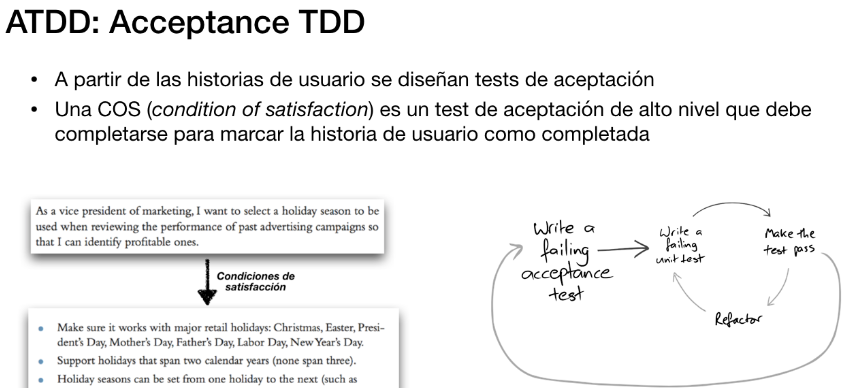 ATDD: Acceptance TDD
• A partir de las historias de usuario se diseñan tests de aceptación
• Una COS (condition of satisfaction) es un test de aceptación de alto nivel que debe
completarse para marcar la historia de usuario como completada
As a vice president of marketing, I want to select a holiday season to be
used when reviewing the performance of past advertising campaigns so
that I can identify profitable ones.
Condiciones de
satisfacción
• Make sure it works with major retail holidays: Christmas, Easter, Presi-
dent's Day, Mother's Day, Father's Day, Labor Day, New Year's Day.
• Support holidays that span two calendar years (none span three).
• Holiday seasons can be set from one holiday to the next (such as
Write a
failing
acceptance
test
Write a
failing
unit test
Make the
test pass
Refactor